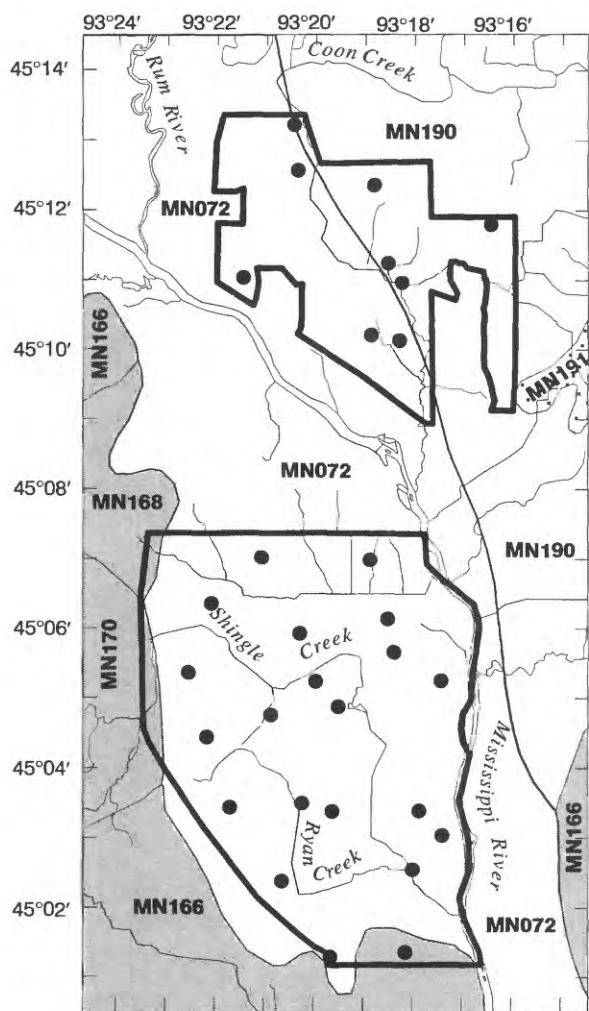 93°24′ 93°22′ 93°20′ 93°18′ 93°16′
45°14′
Coon Creek
Rum River
MN190
45°12′
MN072
45°10′
MN166
MN191
MN072
45°08′
MN168
MN190
45°06′
Shingle Creek
MN170
45°04′
Mississippi River
MN166
Ryan Creek
45°02′
MN166
MN072